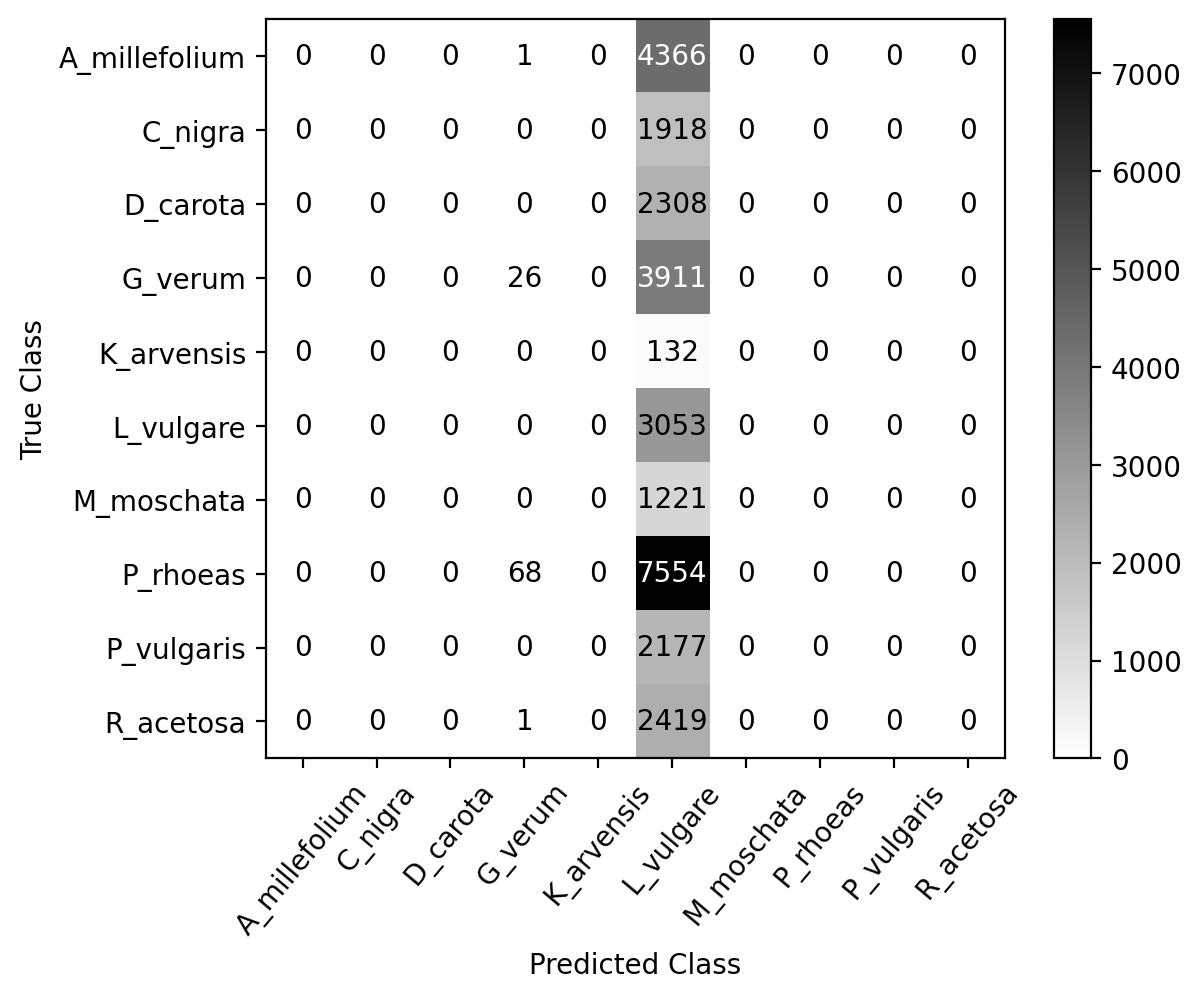 A_millefolium 0 0 0 1 0 4366 0 0 0 0
C_nigra 0 0 0 0 0 1918 0 0 0 0
D_carota 0 0 0 0 0 2308 0 0 0 0
G_verum 0 0 0 26 0 3911 0 0 0 0
K_arvensis 0 0 0 0 0 132 0 0 0 0
L_vulgare 0 0 0 0 0 3053 0 0 0 0
M_moschata 0 0 0 0 0 1221 0 0 0 0
P_rhoeas 0 0 0 68 0 7554 0 0 0 0
P_vulgaris 0 0 0 0 0 2177 0 0 0 0
R_acetosa 0 0 0 1 0 2419 0 0 0 0
True Class
A_millefolium
C_nigra
D_carota
G_verum
K_arvensis
L_vulgare
M_moschata
P_rhoeas
P_vulgaris
R_acetosa
Predicted Class
7000
6000
5000
4000
3000
2000
1000
0